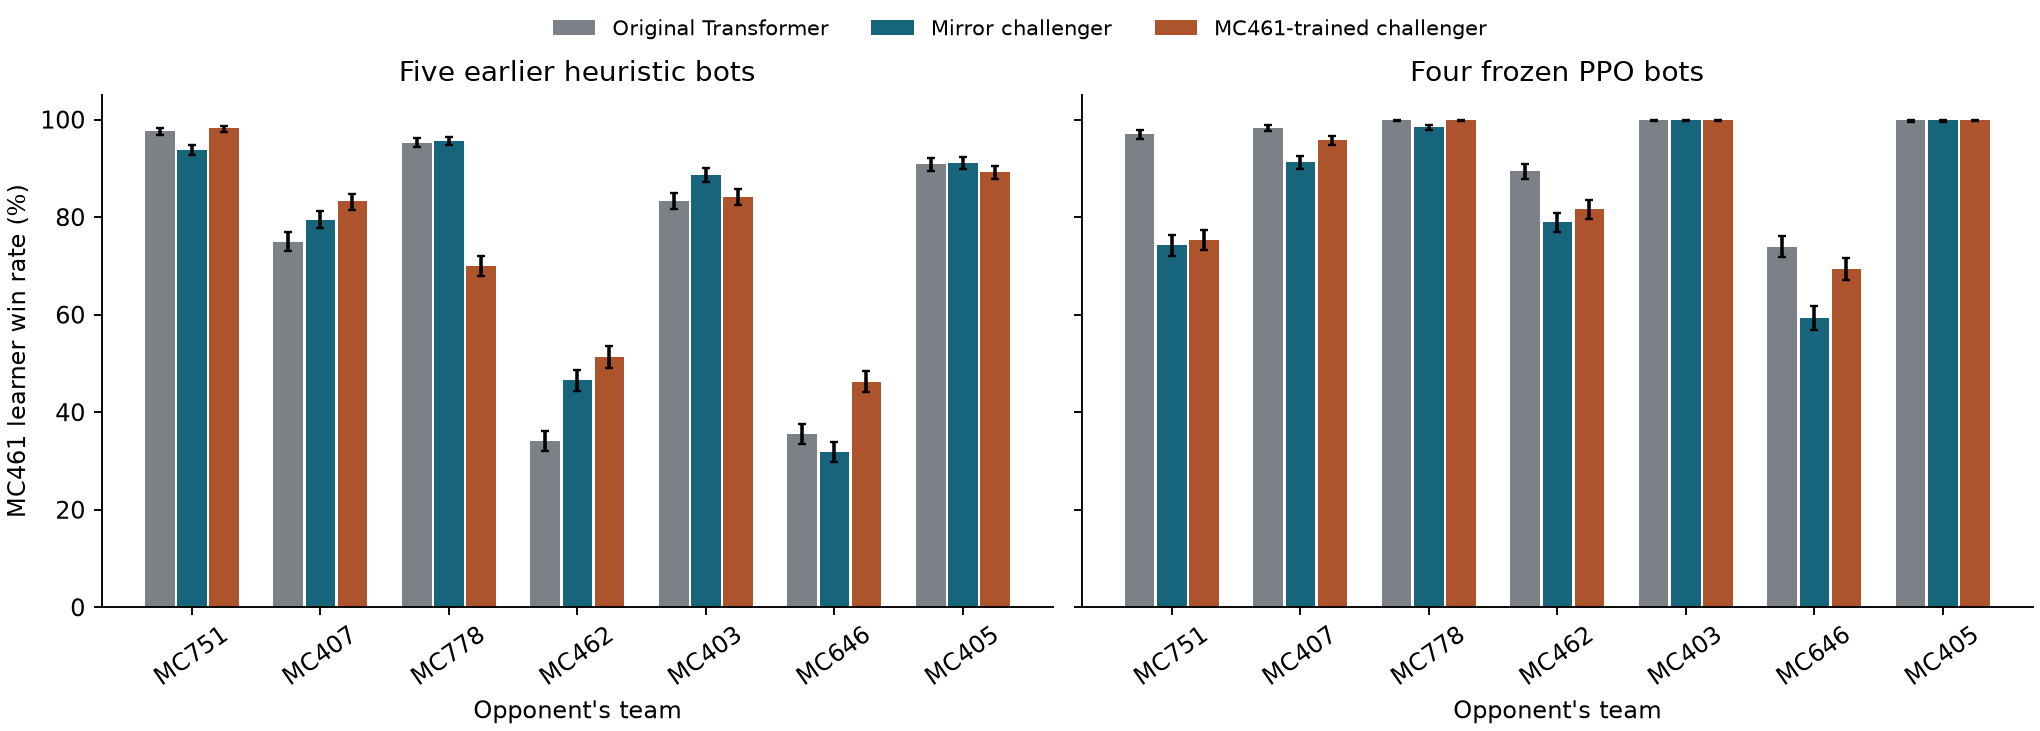 Original Transformer
Mirror challenger
MC461-trained challenger
Five earlier heuristic bots
Four frozen PPO bots
MC461 learner win rate (%)
100
80
60
40
20
0
MC751
MC407
MC778
MC462
MC403
MC646
MC405
Opponent's team
MC751
MC407
MC778
MC462
MC403
MC646
MC405
Opponent's team